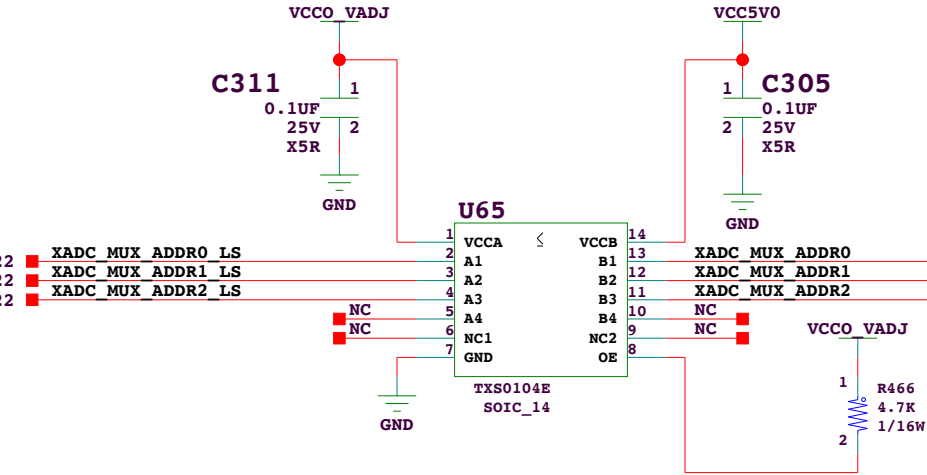 VCCO_VADJ
VCC5V0
C311
1
0.1UF
25V
2
X5R
GND
C305
1
0.1UF
2
25V
X5R
GND
U65
1 VCCA VCCB 14
22 XADC_MUX_ADDR0_LS 2 A1 B1 13 XADC_MUX_ADDR0
22 XADC_MUX_ADDR1_LS 3 A2 B2 12 XADC_MUX_ADDR1
22 XADC_MUX_ADDR2_LS 4 A3 B3 11 XADC_MUX_ADDR2
NC 5 A4 B4 10 NC
NC 6 NC1 NC2 9 NC
7 GND OE 8
TXS0104E
SOIC_14
GND
VCCO_VADJ
1
R466
4.7K
1/16W
2